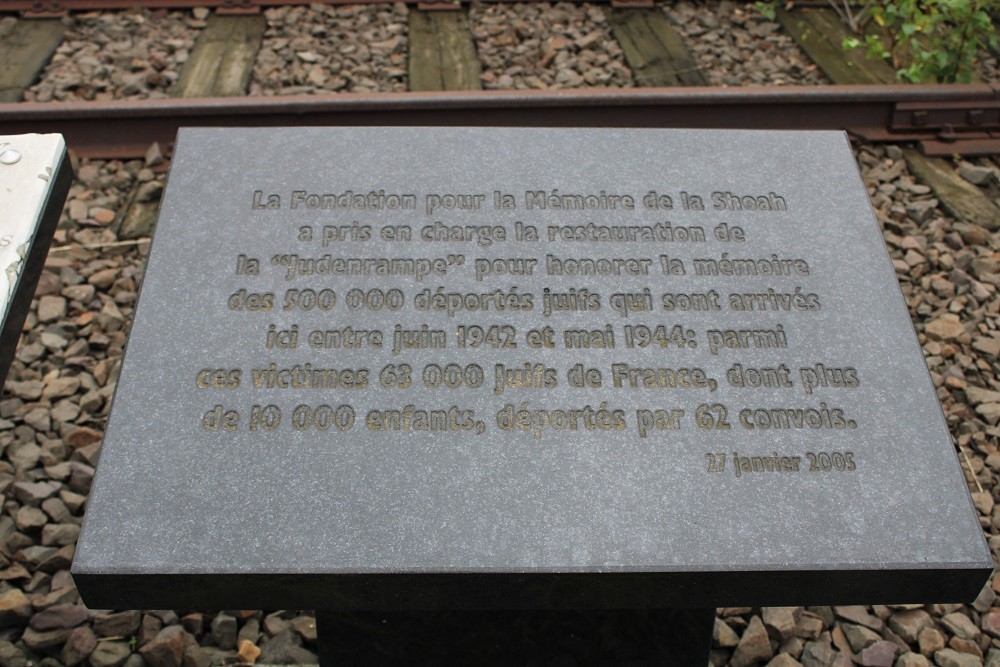 La Fondation pour la Mémoire de la Shoah
a pris en charge la restauration de
la "Judenrampe" pour honorer la mémoire
des 500 000 déportés juifs qui sont arrivés
ici entre juin 1942 et mai 1944: parmi
ces victimes 63 000 Juifs de France, dont plus
de 10 000 enfants, déportés par 62 convois.
27 janvier 2005